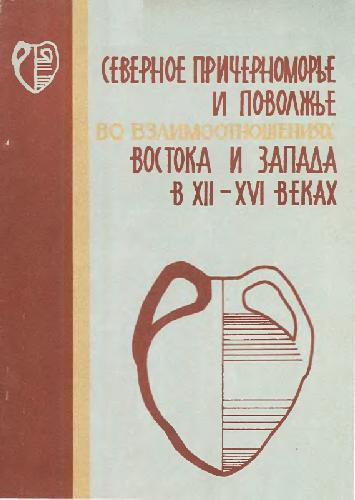 СЕВЕРНОЕ ПРИЧЕРНОМОРЬЕ
И ПОВОЛЖЬЕ
ВО ВЗАИМООТНОШЕНИЯХ
ВОСТОКА И ЗАПАДА
В XII – XVI ВЕКАХ